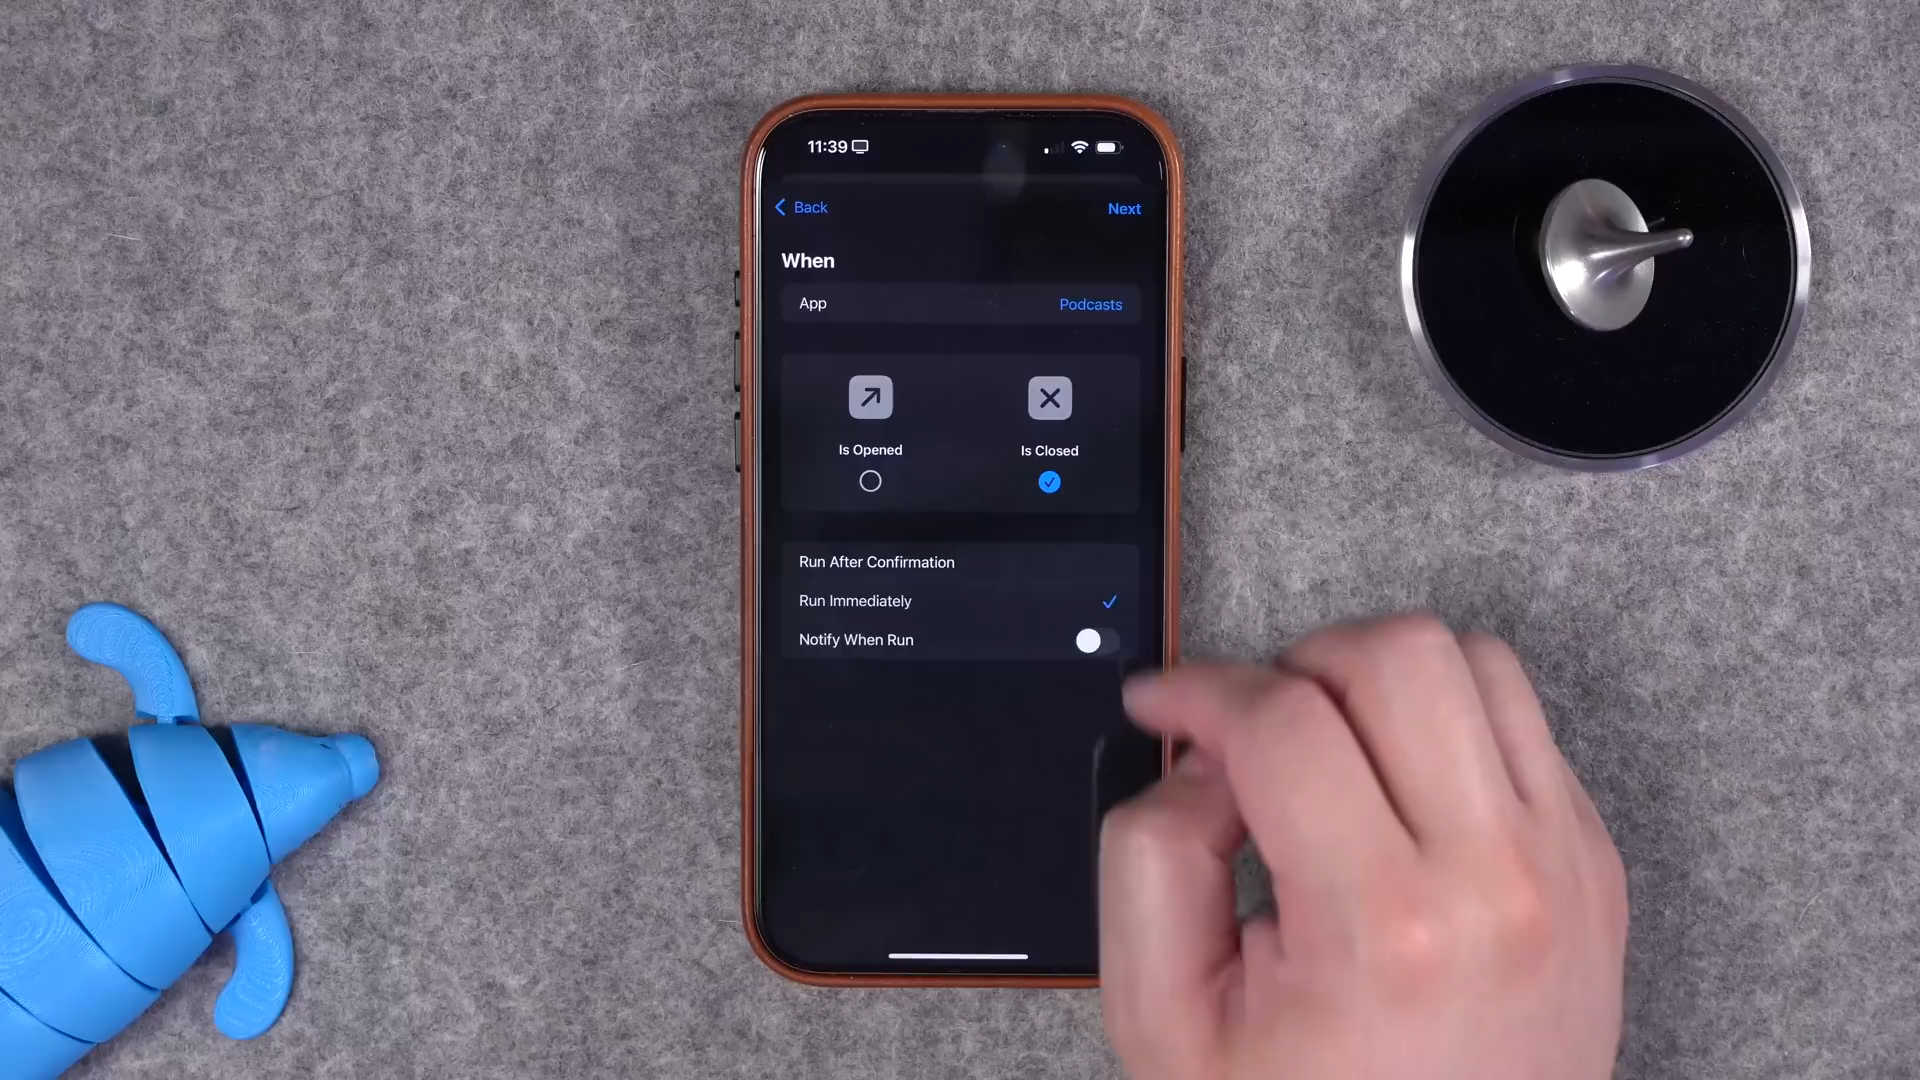 11:39
Back
Next
When
App
Podcasts
Is Opened
Is Closed
Run After Confirmation
Run Immediately
Notify When Run